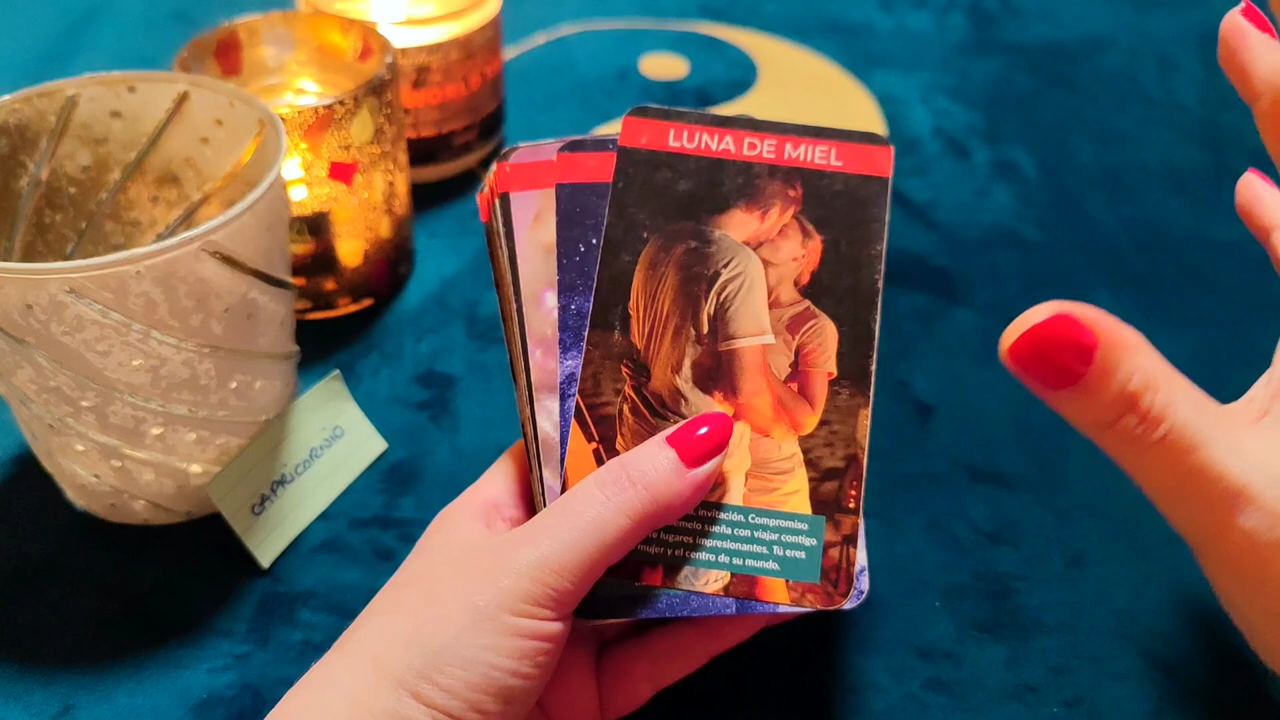 LUNA DE MIEL
invitación. Compromiso
sueña con viajar contigo
lugares impresionantes. Tú eres
mujer y el centro de su mundo.
CAPRICORNIO